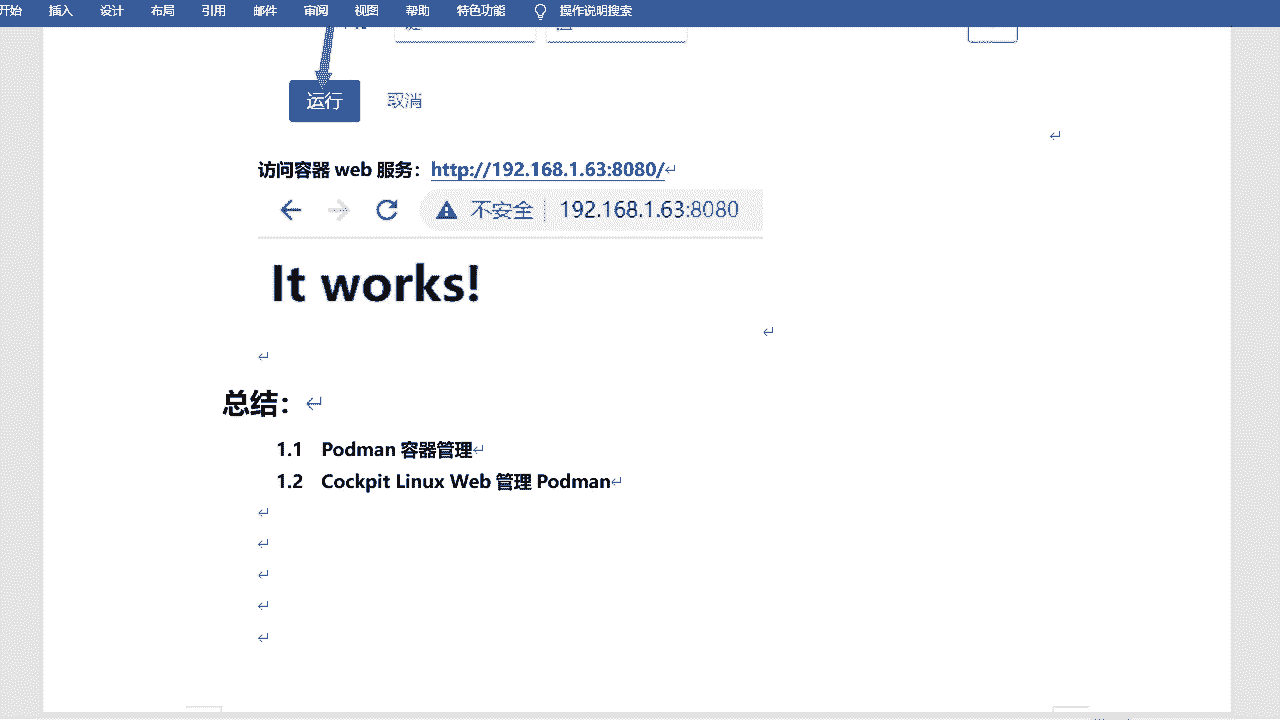 开始 插入 设计 布局 引用 邮件 审阅 视图 帮助 特色功能 操作说明搜索
运行 取消
访问容器 web 服务：http://192.168.1.63:8080/
不安全 192.168.1.63:8080
It works!
总结：
1.1 Podman 容器管理
1.2 Cockpit Linux Web 管理 Podman